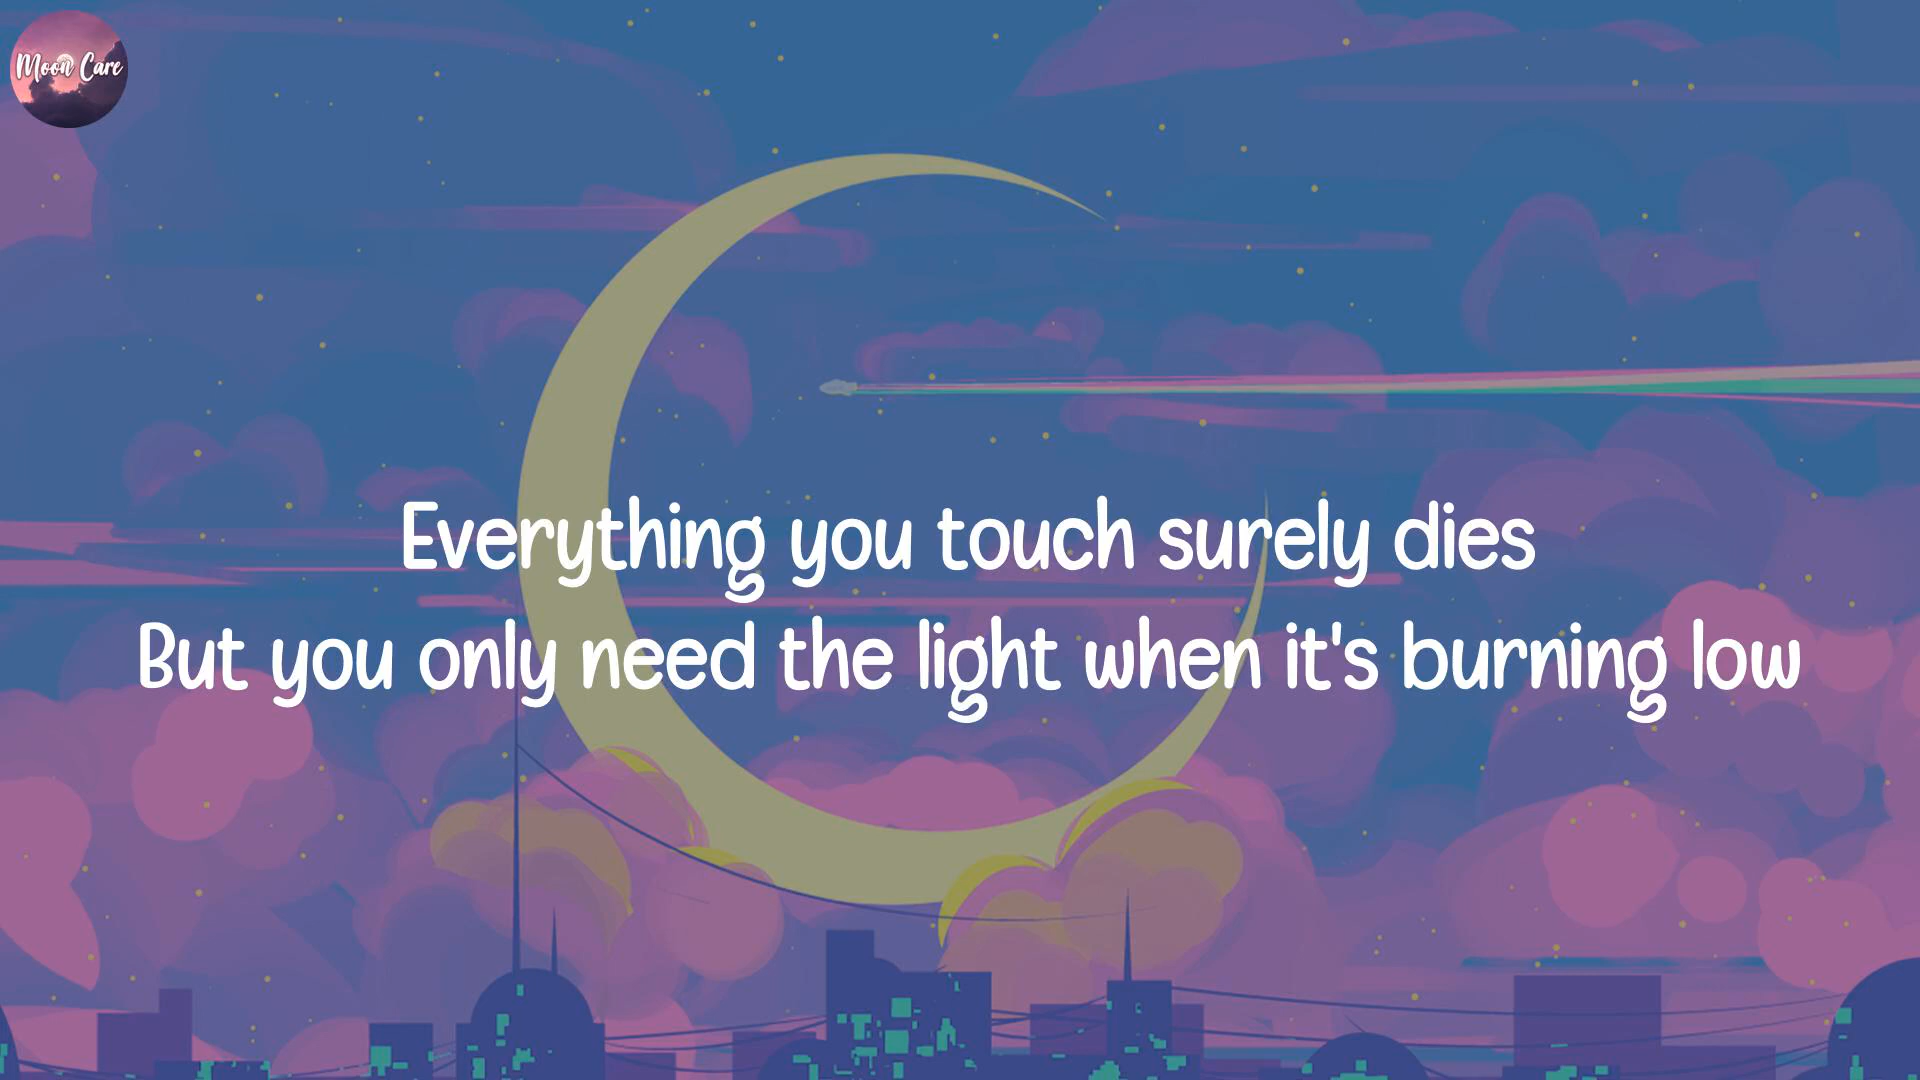 Moon Care
Everything you touch surely dies
But you only need the light when it's burning low